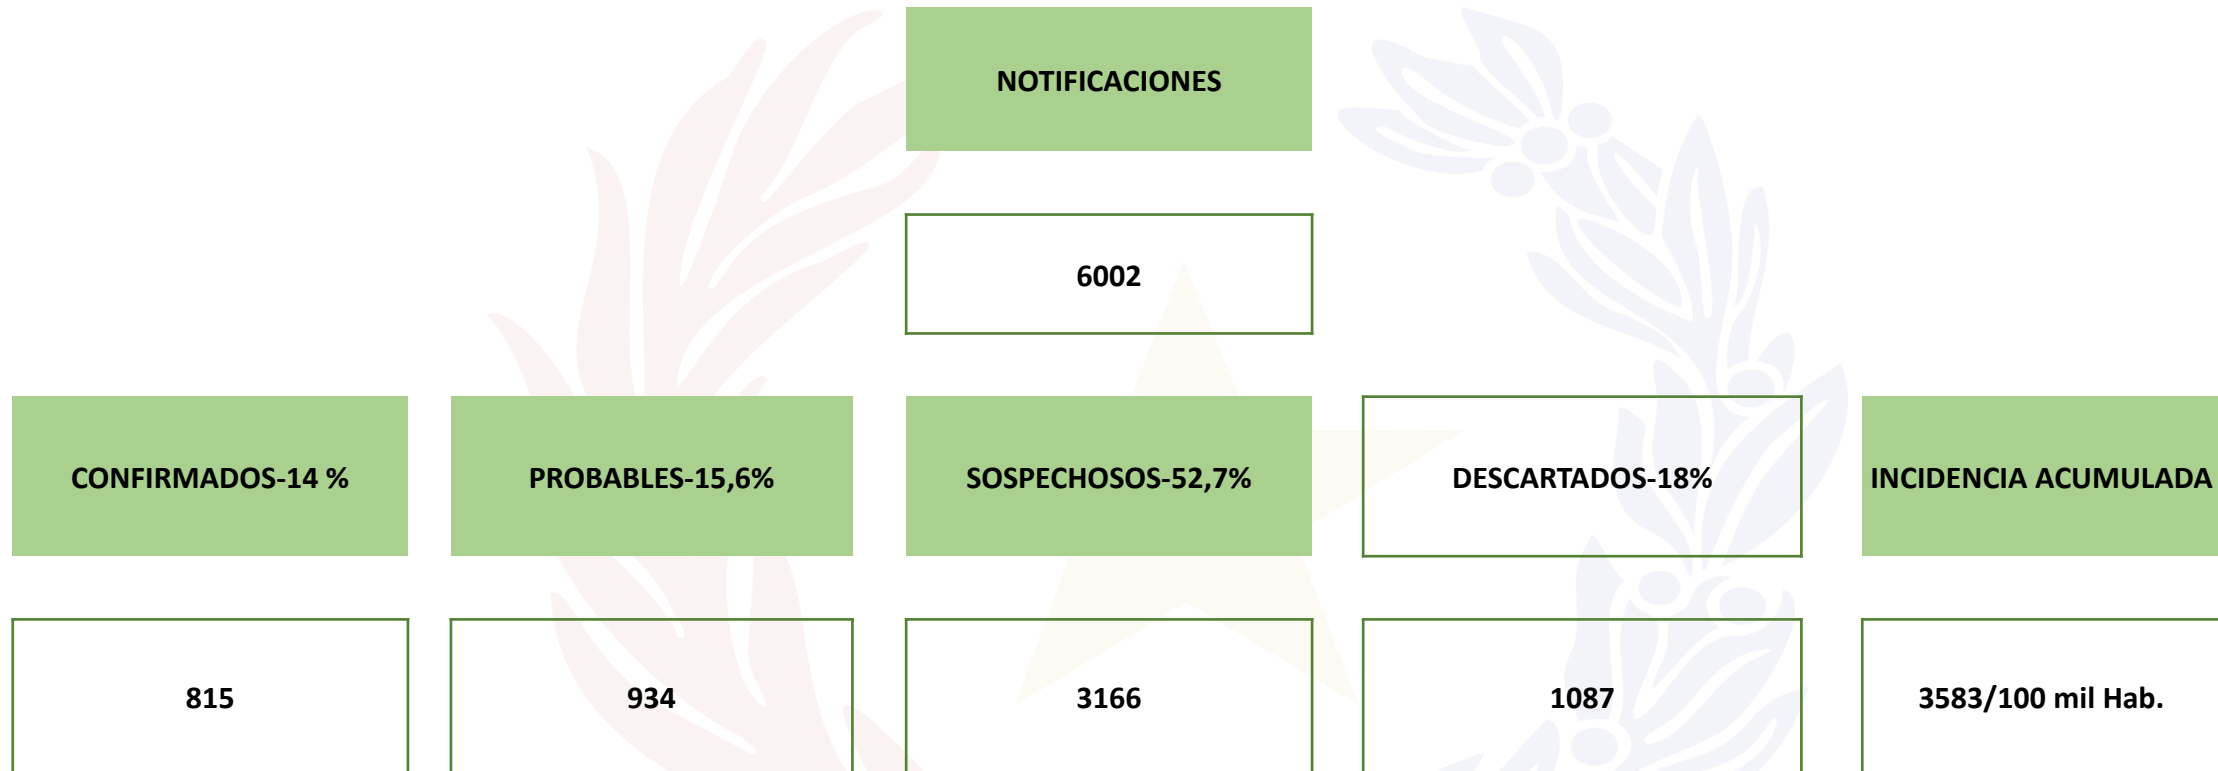 NOTIFICACIONES
6002
CONFIRMADOS-14 %
PROBABLES-15,6%
SOSPECHOSOS-52,7%
DESCARTADOS-18%
INCIDENCIA ACUMULADA
815
934
3166
1087
3583/100 mil Hab.